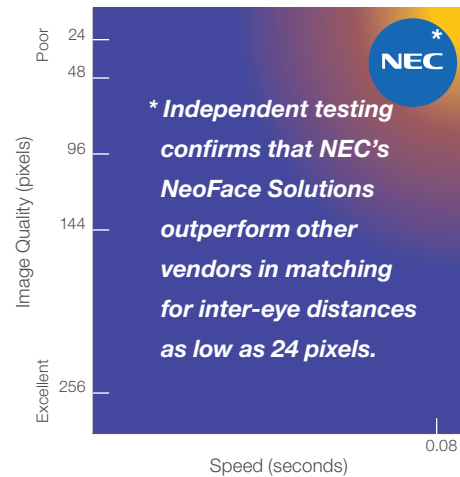 Poor
24
48
96
144
256
Excellent
Image Quality (pixels)
*
NEC
* Independent testing
confirms that NEC's
NeoFace Solutions
outperform other
vendors in matching
for inter-eye distances
as low as 24 pixels.
0.08
Speed (seconds)